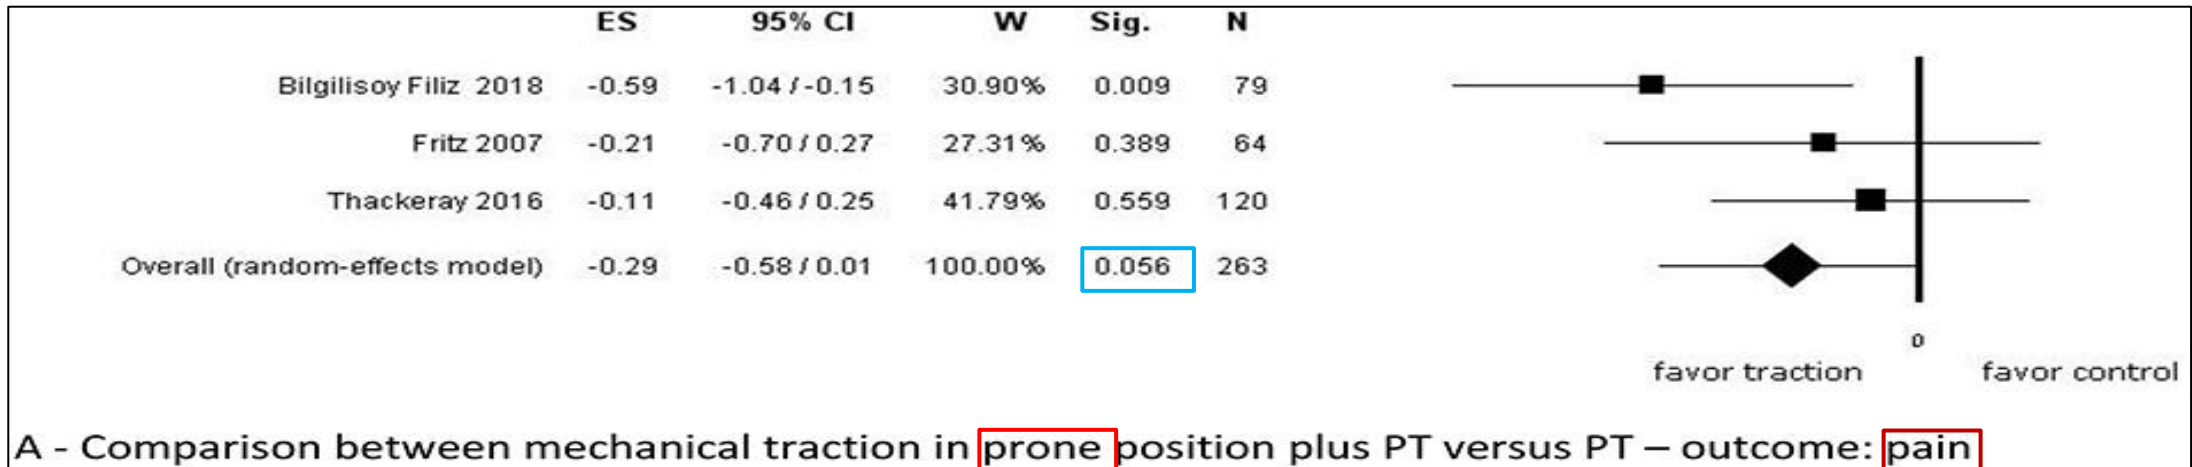 ES 95% CI W Sig. N
Bilgilisoy Filiz 2018 -0.59 -1.04 / -0.15 30.90% 0.009 79
Fritz 2007 -0.21 -0.70 / 0.27 27.31% 0.389 64
Thackeray 2016 -0.11 -0.46 / 0.25 41.79% 0.559 120
Overall (random-effects model) -0.29 -0.58 / 0.01 100.00% 0.056 263
0
favor traction favor control
A - Comparison between mechanical traction in prone position plus PT versus PT – outcome: pain